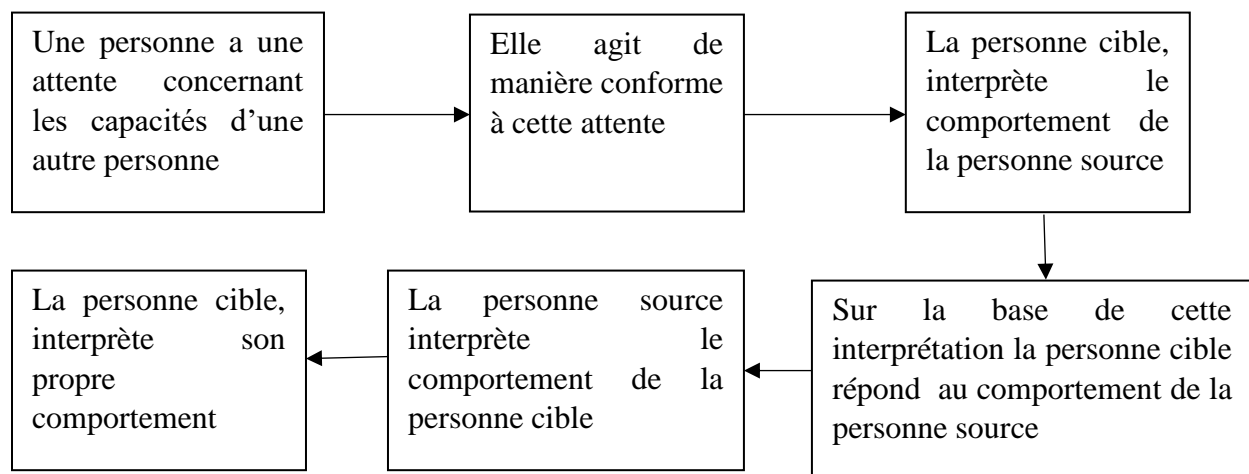 Une personne a une
attente concernant
les capacités d'une
autre personne
Elle agit de
manière conforme
à cette attente
La personne cible,
interprète le
comportement de
la personne source
Sur la base de cette
interprétation la personne cible
répond au comportement de la
personne source
La personne source
interprète le
comportement de la
personne cible
La personne cible,
interprète son
propre
comportement